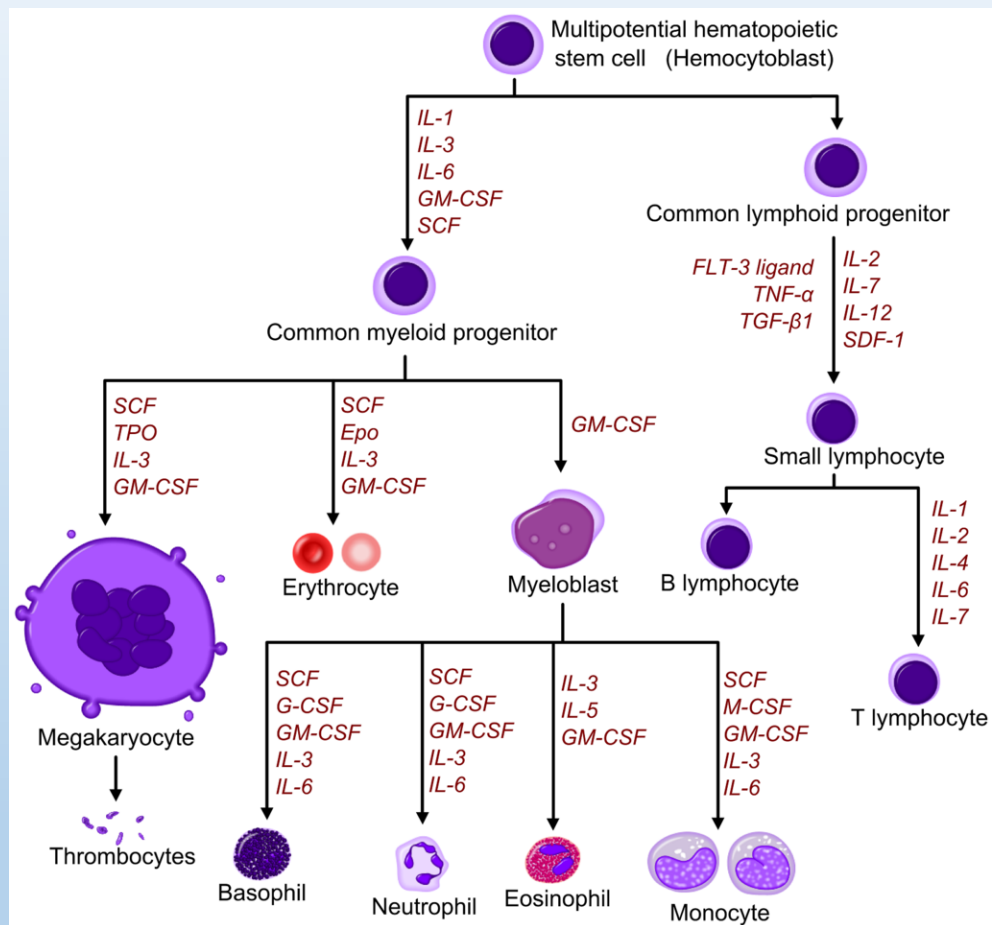 Multipotential hematopoietic
stem cell (Hemocytoblast)
IL-1
IL-3
IL-6
GM-CSF
SCF
Common lymphoid progenitor
FLT-3 ligand
TNF-α
TGF-β1
IL-2
IL-7
IL-12
SDF-1
Common myeloid progenitor
SCF
TPO
IL-3
GM-CSF
SCF
Epo
IL-3
GM-CSF
GM-CSF
Small lymphocyte
Erythrocyte
Myeloblast
B lymphocyte
IL-1
IL-2
IL-4
IL-6
IL-7
T lymphocyte
Megakaryocyte
Thrombocytes
SCF
G-CSF
GM-CSF
IL-3
IL-6
SCF
G-CSF
GM-CSF
IL-3
IL-6
IL-3
IL-5
GM-CSF
SCF
M-CSF
GM-CSF
IL-3
IL-6
Basophil
Neutrophil
Eosinophil
Monocyte